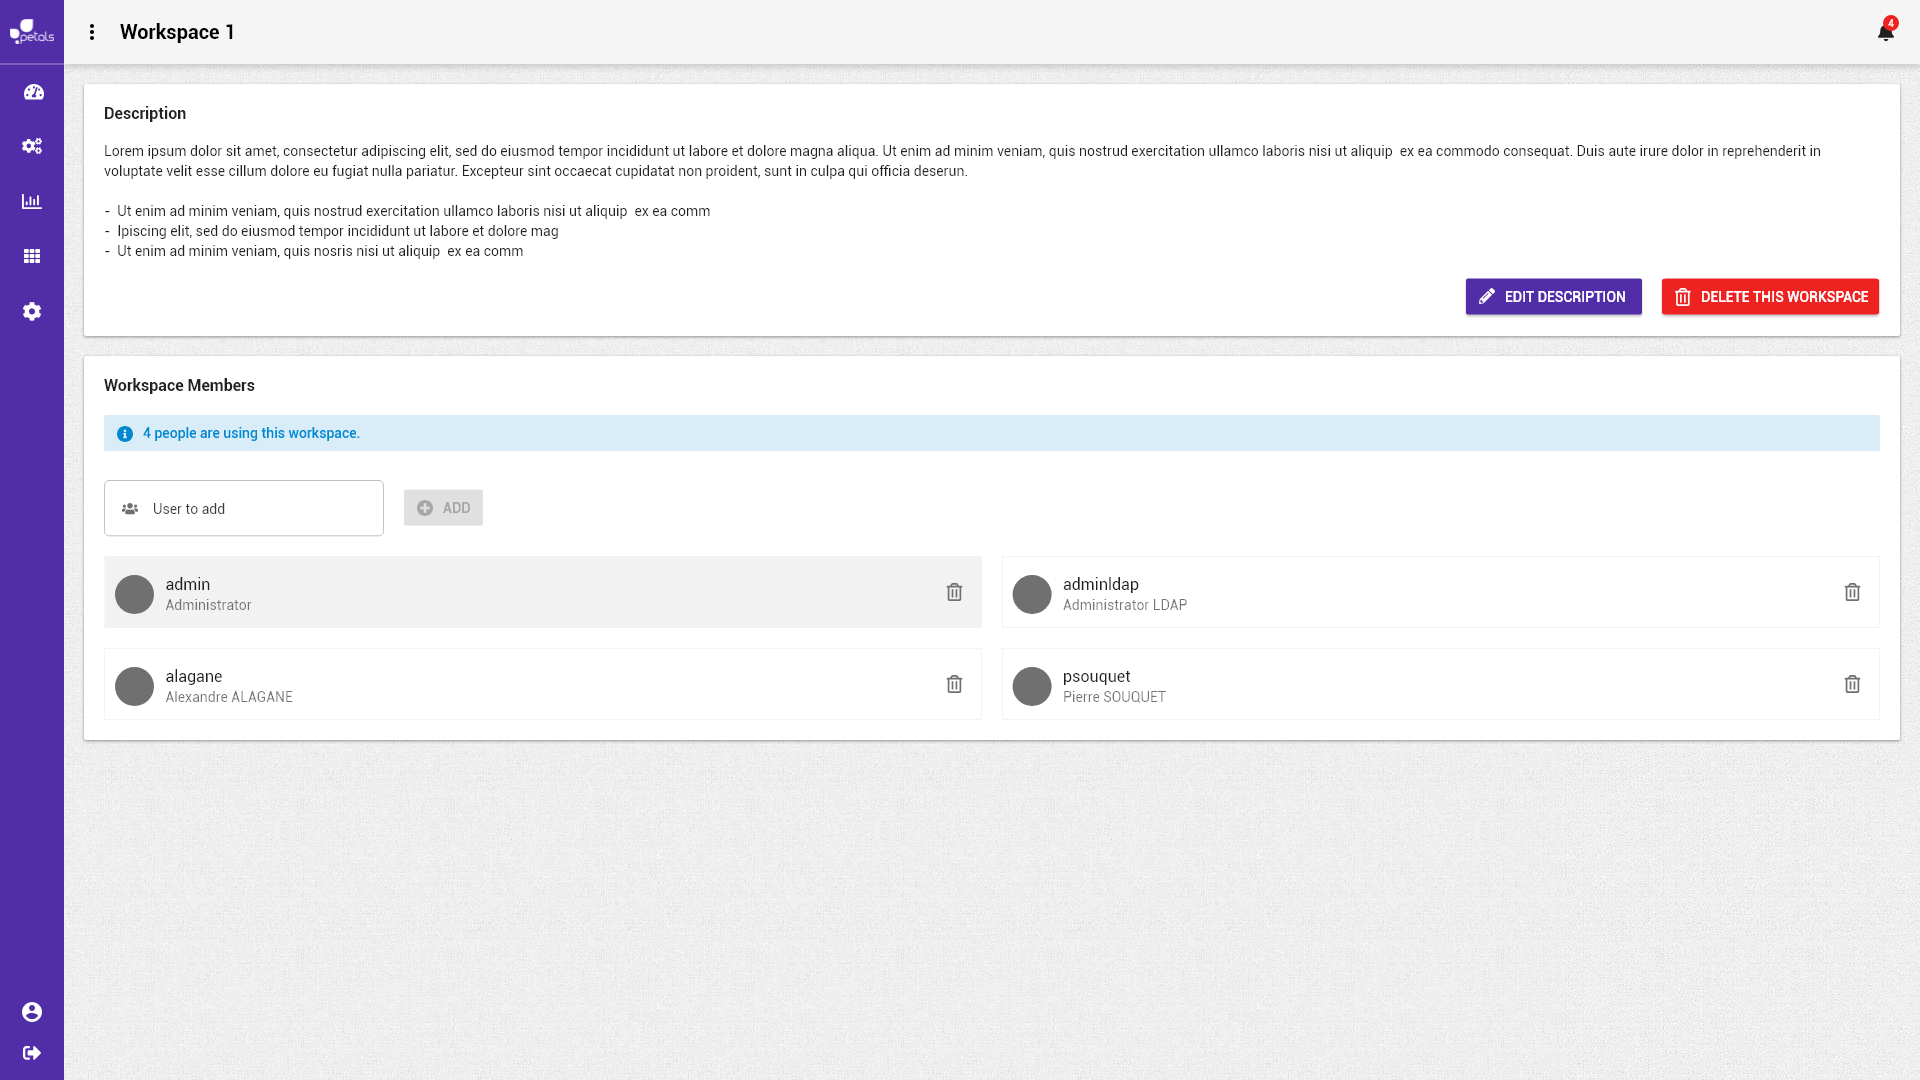 petals
Workspace 1
4
Description
Lorem ipsum dolor sit amet, consectetur adipiscing elit, sed do eiusmod tempor incididunt ut labore et dolore magna aliqua. Ut enim ad minim veniam, quis nostrud exercitation ullamco laboris nisi ut aliquip  ex ea commodo consequat. Duis aute irure dolor in reprehenderit in
voluptate velit esse cillum dolore eu fugiat nulla pariatur. Excepteur sint occaecat cupidatat non proident, sunt in culpa qui officia deserun.
-  Ut enim ad minim veniam, quis nostrud exercitation ullamco laboris nisi ut aliquip  ex ea comm
-  Ipiscing elit, sed do eiusmod tempor incididunt ut labore et dolore mag
-  Ut enim ad minim veniam, quis nosris nisi ut aliquip  ex ea comm
EDIT DESCRIPTION
DELETE THIS WORKSPACE
Workspace Members
4 people are using this workspace.
User to add
ADD
admin
Administrator
adminldap
Administrator LDAP
alagane
Alexandre ALAGANE
psouquet
Pierre SOUQUET